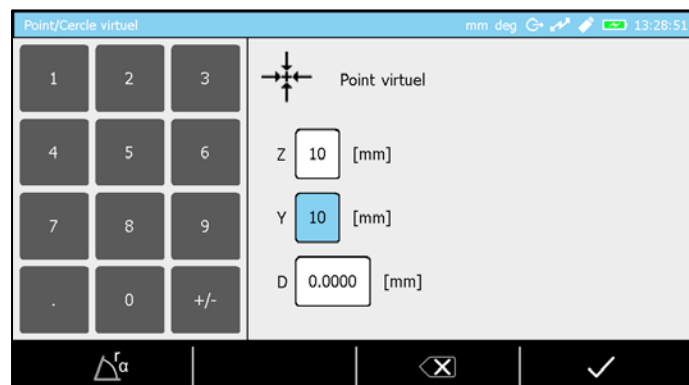 Point/Cercle virtuel mm deg 13:28:51
1 2 3
4 5 6
7 8 9
. 0 +/-
Point virtuel
Z 10 [mm]
Y 10 [mm]
D 0.0000 [mm]
r α